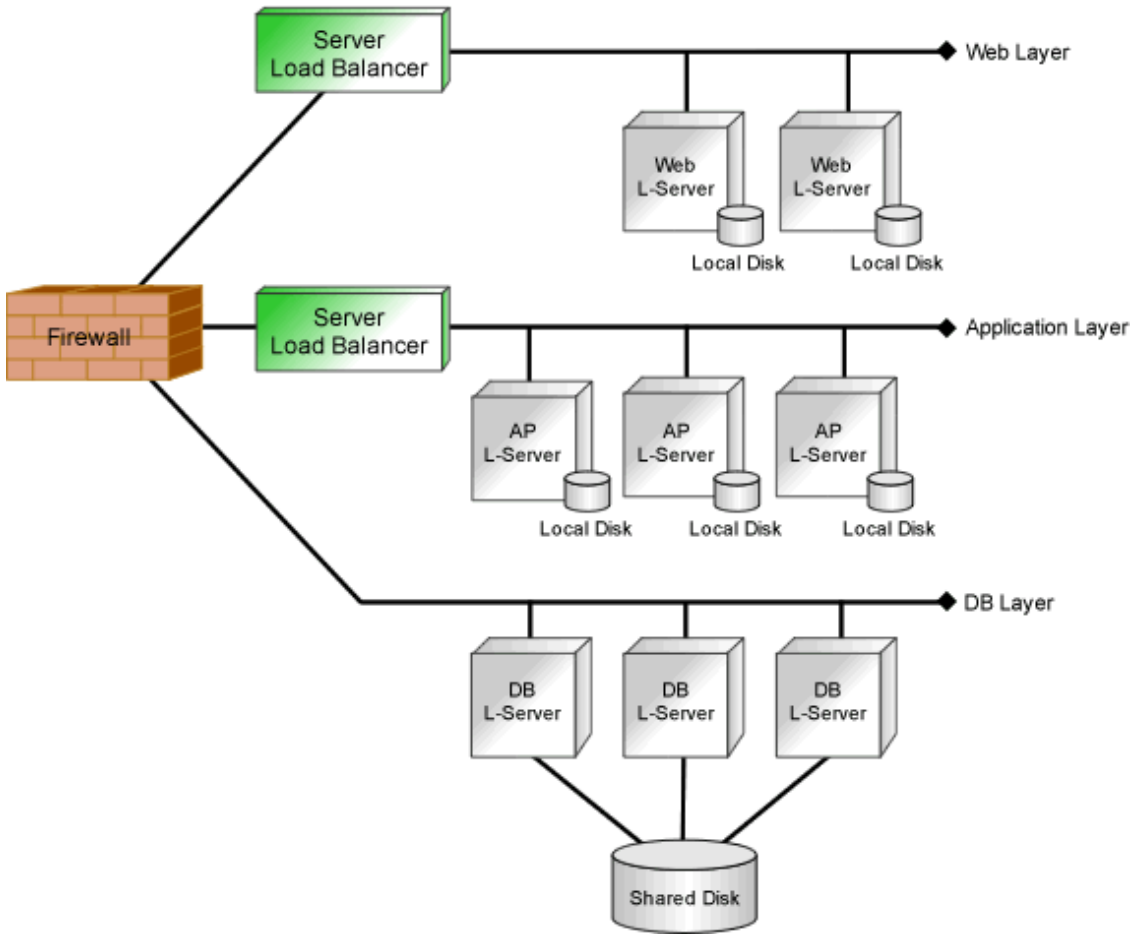 Server
Load Balancer
Web Layer
Web
L-Server
Web
L-Server
Local Disk
Local Disk
Firewall
Server
Load Balancer
Application Layer
AP
L-Server
AP
L-Server
AP
L-Server
Local Disk
Local Disk
Local Disk
DB Layer
DB
L-Server
DB
L-Server
DB
L-Server
Shared Disk